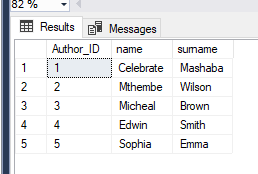 82 %
Results Messages
Author_ID name surname
1 1 Celebrate Mashaba
2 2 Mthembe Wilson
3 3 Micheal Brown
4 4 Edwin Smith
5 5 Sophia Emma